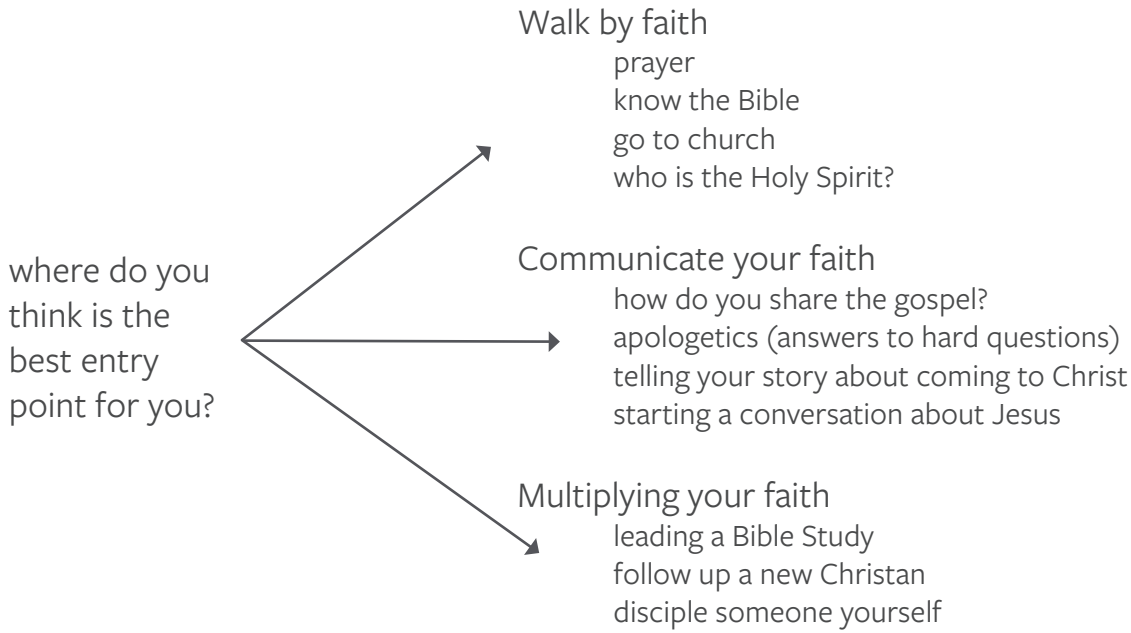 where do you
think is the
best entry
point for you?
Walk by faith
prayer
know the Bible
go to church
who is the Holy Spirit?
Communicate your faith
how do you share the gospel?
apologetics (answers to hard questions)
telling your story about coming to Christ
starting a conversation about Jesus
Multiplying your faith
leading a Bible Study
follow up a new Christan
disciple someone yourself